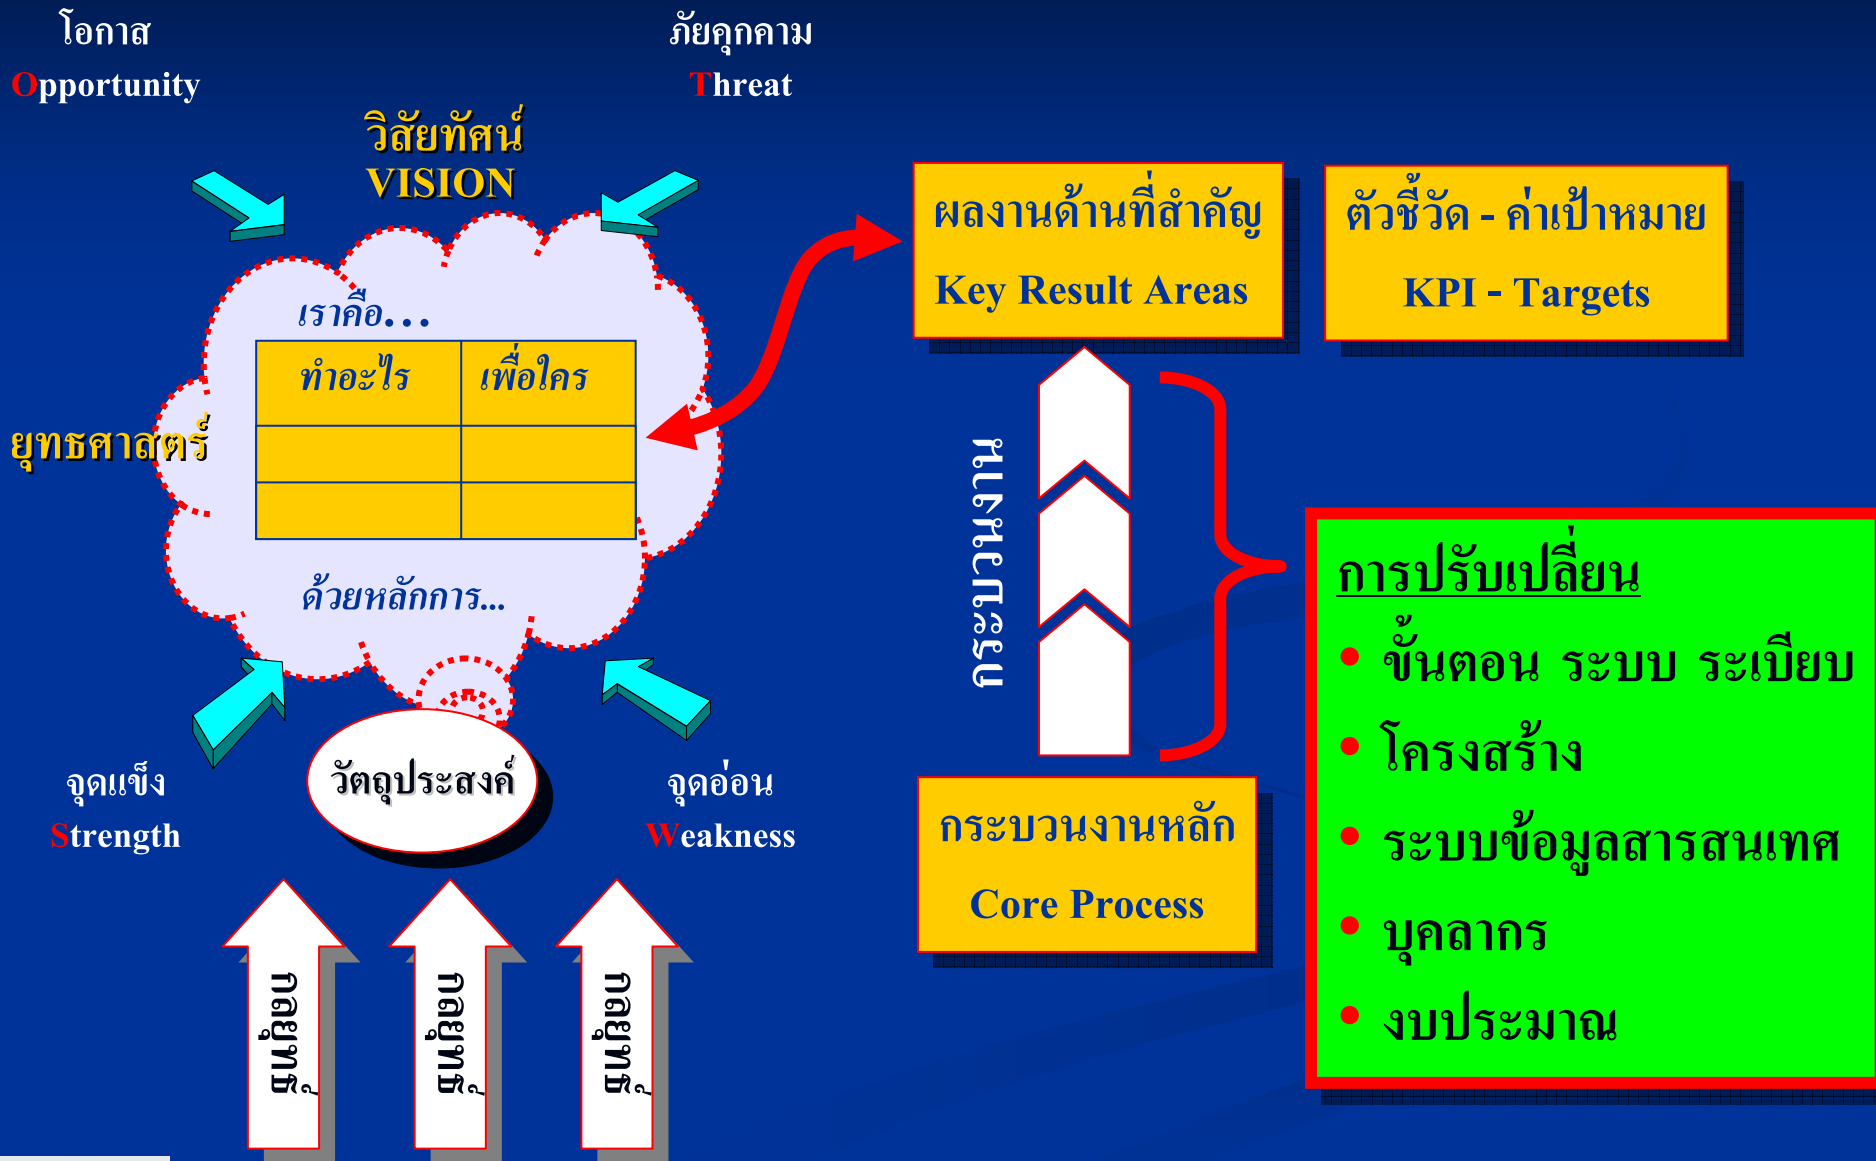 โอกาส
Opportunity
ภัยคุกคาม
Threat
วิสัยทัศน์
VISION
เราคือ...
ทำอะไร เพื่อใคร
ด้วยหลักการ...
ยุทธศาสตร์
จุดแข็ง
Strength
วัตถุประสงค์
จุดอ่อน
Weakness
กลยุทธ์
กลยุทธ์
กลยุทธ์
ผลงานด้านที่สำคัญ
Key Result Areas
ตัวชี้วัด - ค่าเป้าหมาย
KPI - Targets
กระบวนงาน
กระบวนงานหลัก
Core Process
การปรับเปลี่ยน
• ขั้นตอน ระบบ ระเบียบ
• โครงสร้าง
• ระบบข้อมูลสารสนเทศ
• บุคลากร
• งบประมาณ